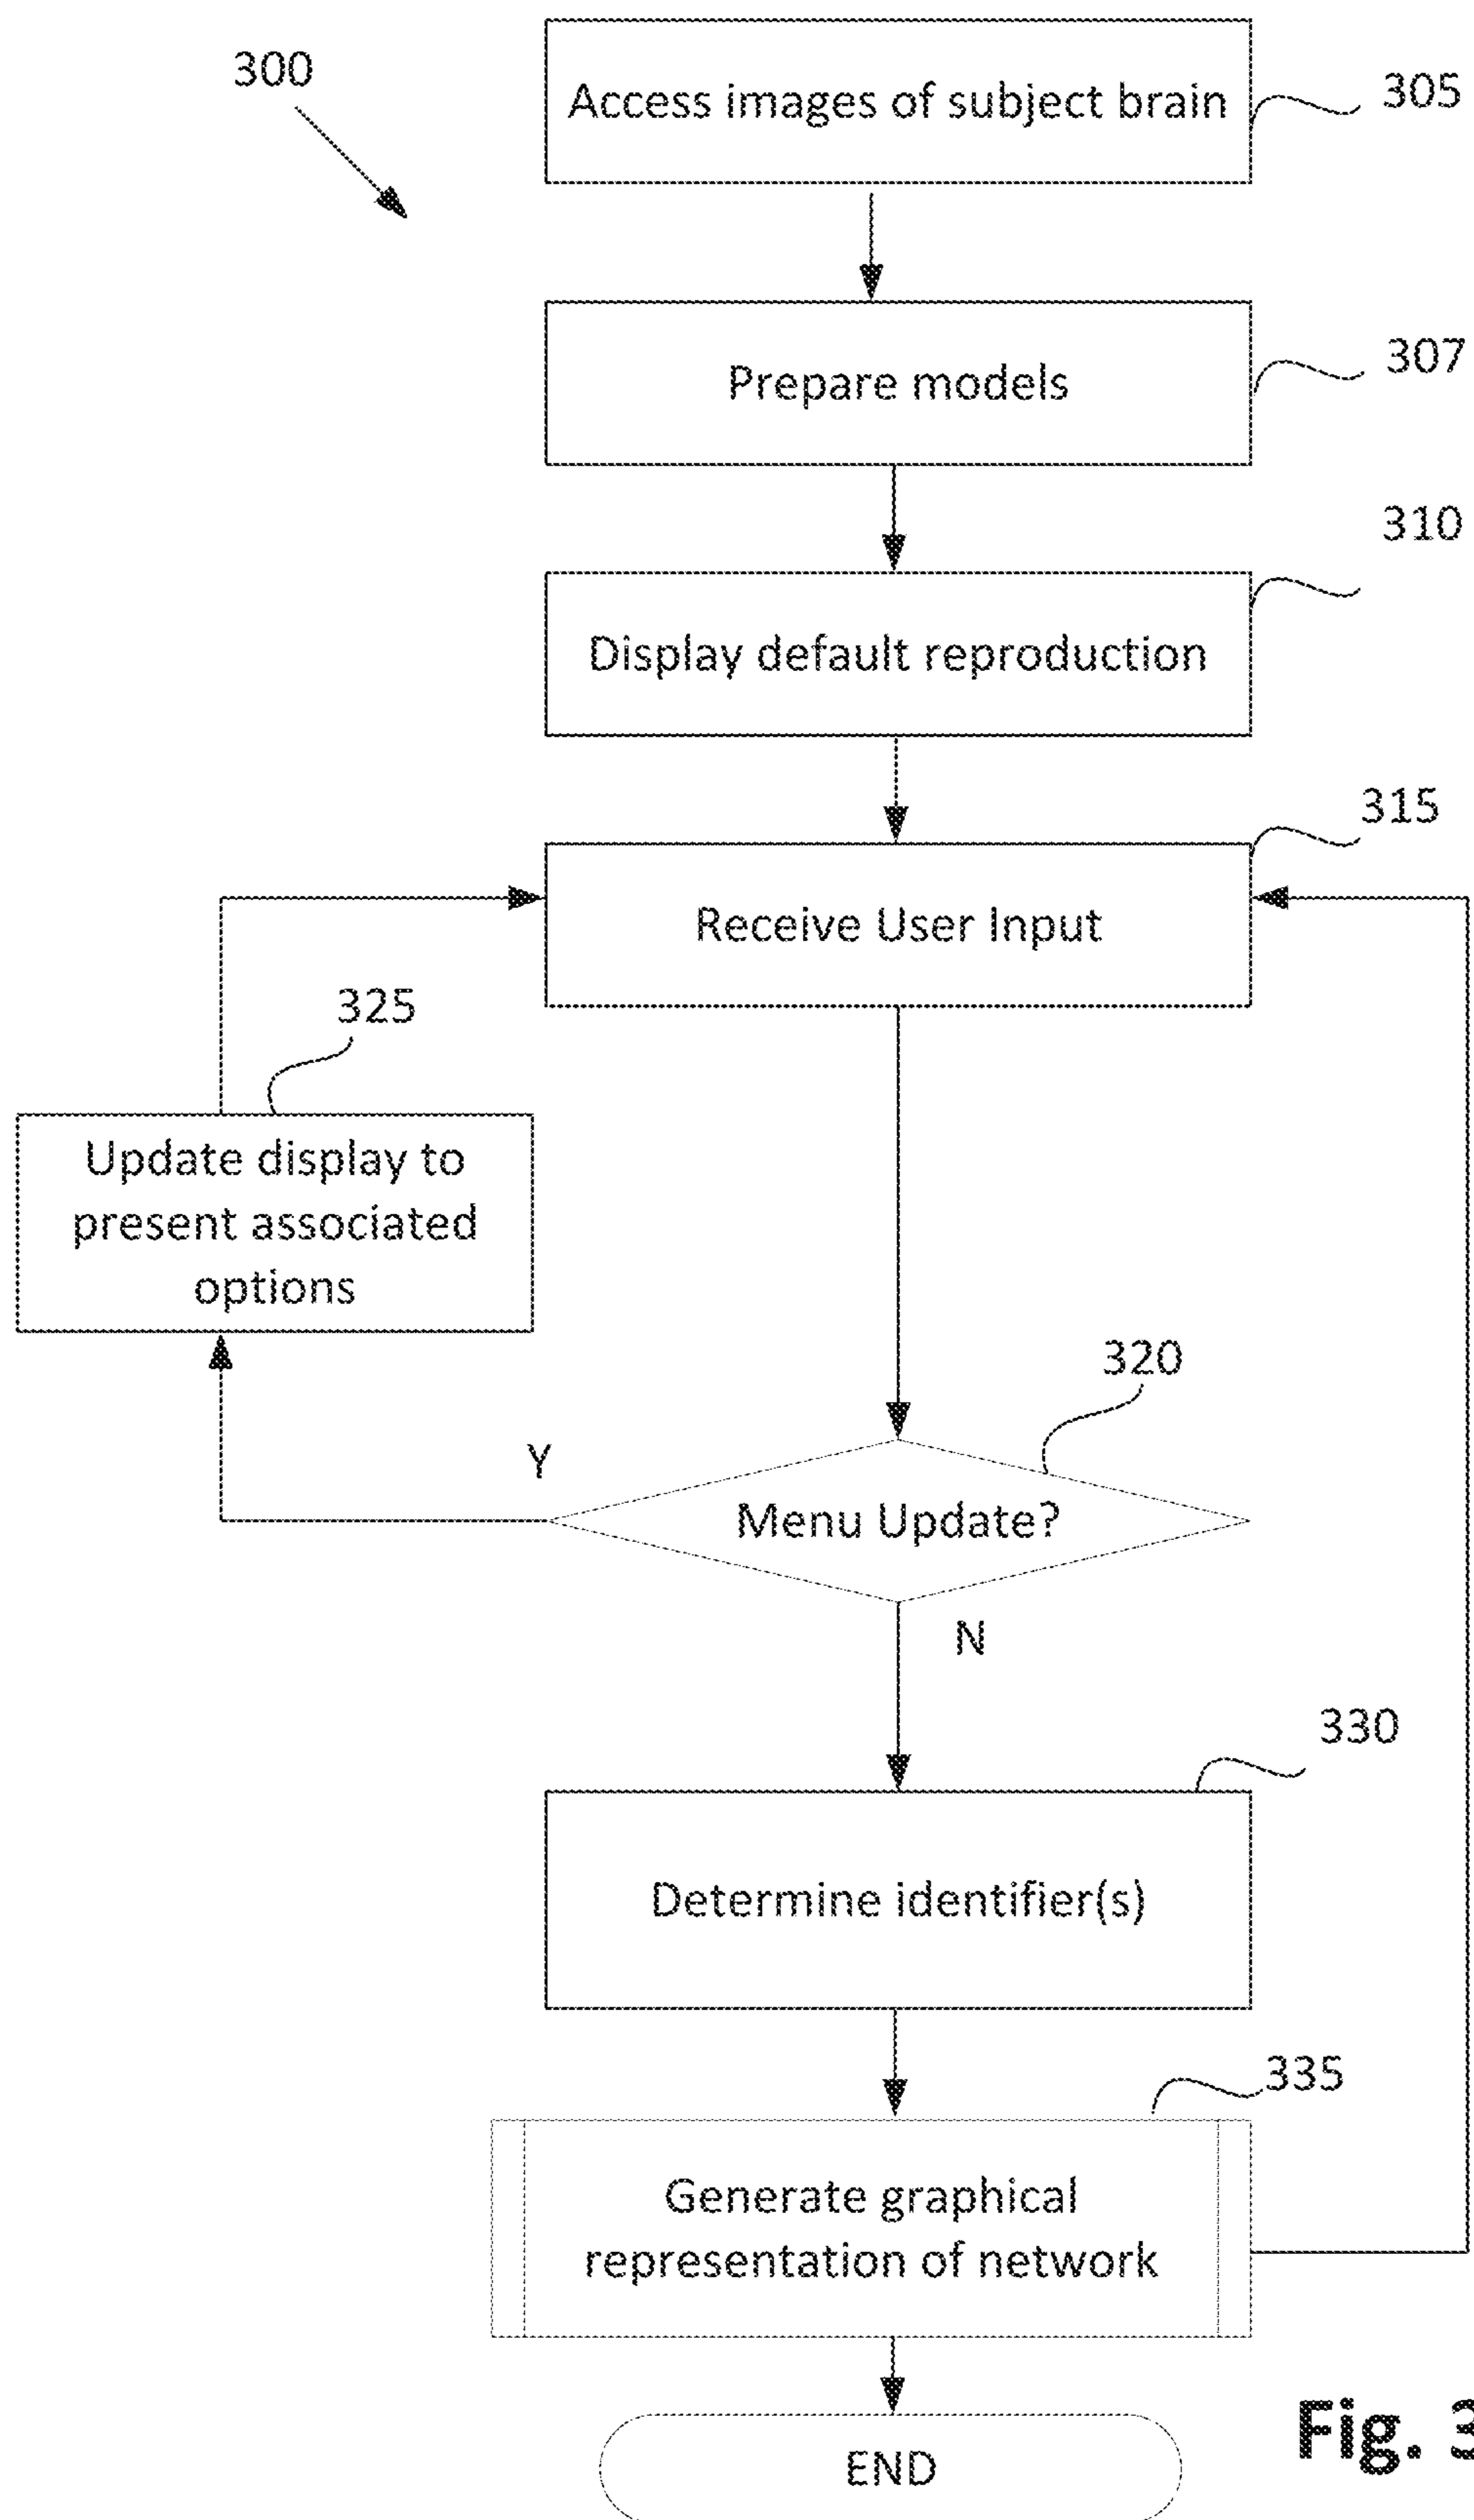 300
Access images of subject brain
305
Prepare models
307
310
Display default reproduction
315
Receive User Input
325
Update display to
present associated
options
320
Y
Menu Update?
N
330
Determine identifier(s)
335
Generate graphical
representation of network
END
Fig. 3